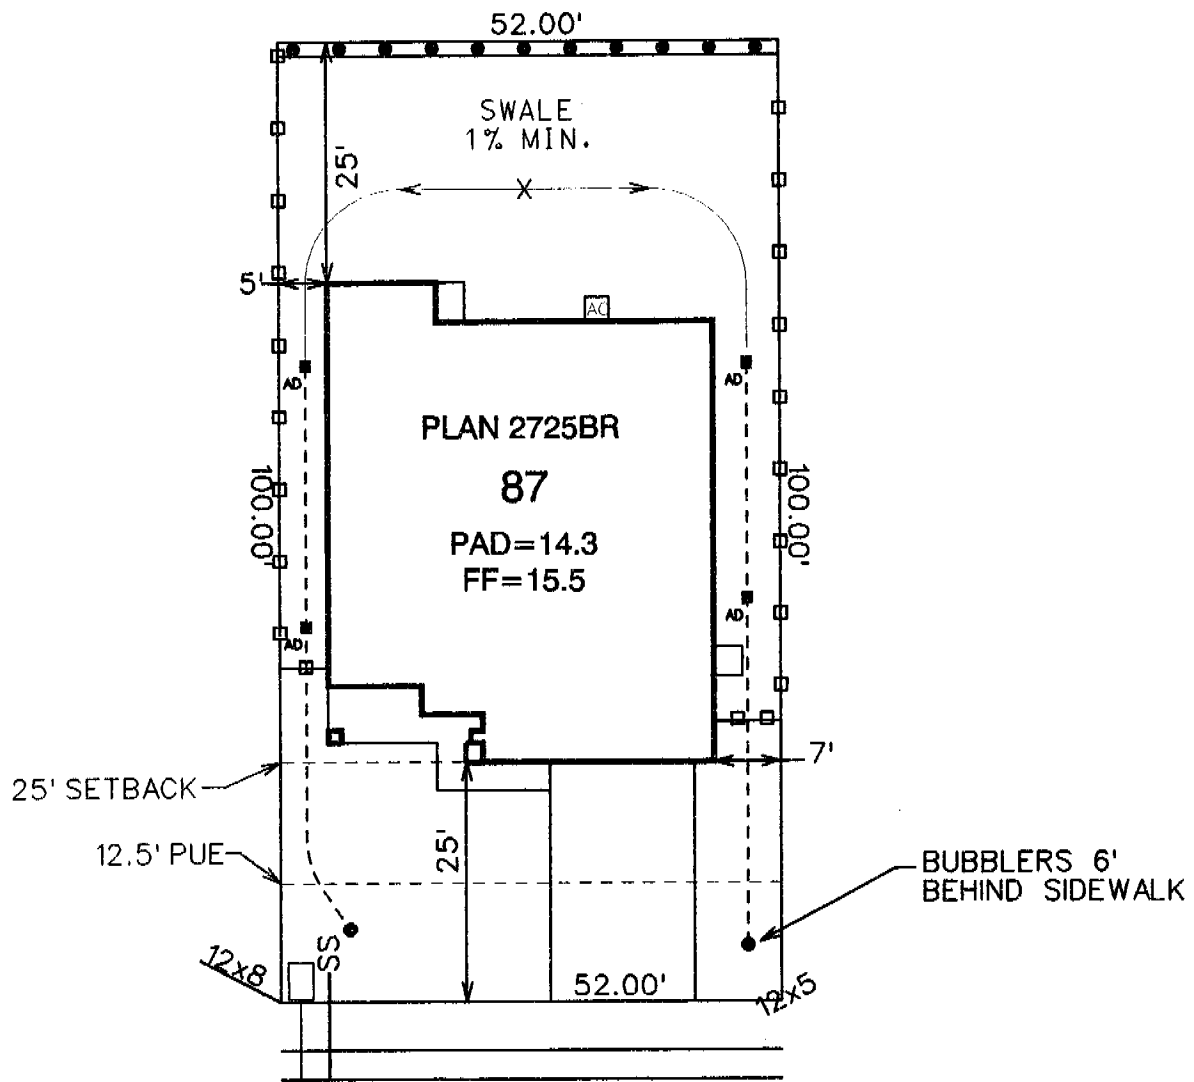 52.00'
SWALE
1% MIN.
25'
5'
AC
AD
AD
PLAN 2725BR
87
100.00'
100.00'
PAD=14.3
FF=15.5
AD
AD
7'
25' SETBACK
25'
12.5' PUE
BUBBLERS 6'
BEHIND SIDEWALK
SS
12x8
52.00'
12x5